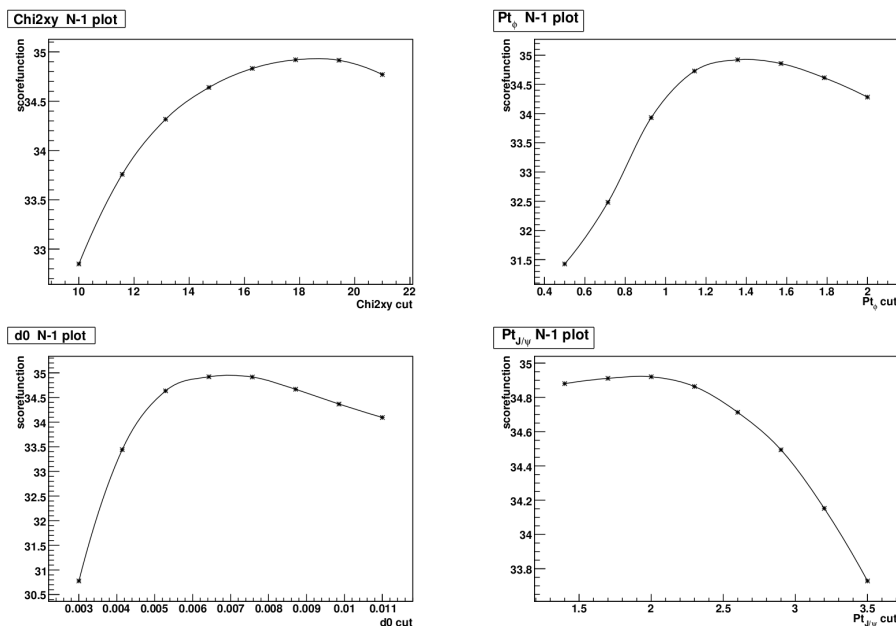 Chi2xy N-1 plot
scorefunction
35
34.5
34
33.5
33
10 12 14 16 18 20 22
Chi2xy cut
Ptϕ N-1 plot
scorefunction
35
34.5
34
33.5
33
32.5
32
31.5
0.4 0.6 0.8 1 1.2 1.4 1.6 1.8 2
Ptϕ cut
d0 N-1 plot
scorefunction
35
34.5
34
33.5
33
32.5
32
31.5
31
30.5
0.003 0.004 0.005 0.006 0.007 0.008 0.009 0.01 0.011
d0 cut
PtJ/ψ N-1 plot
scorefunction
35
34.8
34.6
34.4
34.2
34
33.8
1.5 2 2.5 3 3.5
PtJ/ψ cut